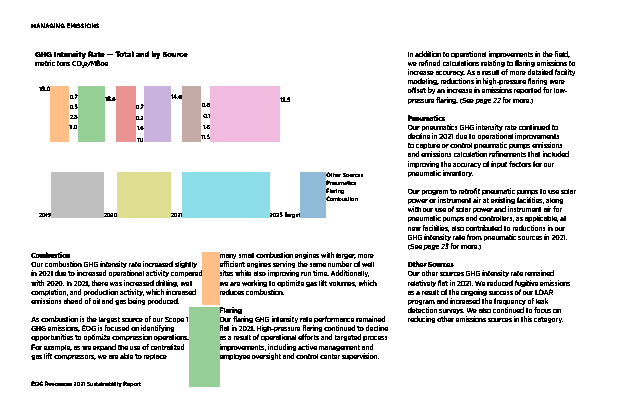 MANAGING EMISSIONS
GHG Intensity Rate — Total and by Source
metric tons CO₂e/MBoe
0.7
14.6
13.5
0.7
0.6
0.1
1.6
11.5
Other Sources
Pneumatics
Flaring
Combustion
2019
2020
2021
2025 Target
Combustion
Our combustion GHG intensity rate increased slightly
in 2021 due to increased operational activity compared
with 2020. In 2021, there was increased drilling, well
completion, and production activity, which increased
emissions ahead of oil and gas being produced.
As combustion is the largest source of our Scope 1
GHG emissions, EOG is focused on identifying
opportunities to optimize compression operations.
For example, as we expand the use of centralized
gas lift compressors, we are able to replace
many small combustion engines with larger, more
efficient engines serving the same number of well
sites while also improving run time. Additionally,
we are working to optimize gas lift volumes, which
reduces combustion.
Flaring
Our flaring GHG intensity rate performance remained
flat in 2021. High-pressure flaring continued to decline
as a result of operational efforts and targeted process
improvements, including active management and
employee oversight and control center supervision.
In addition to operational improvements in the field,
we refined calculations relating to flaring emissions to
increase accuracy. As a result of more detailed facility
modeling, reductions in high-pressure flaring were
offset by an increase in emissions reported for low-
pressure flaring. (See page 22 for more.)
Pneumatics
Our pneumatics GHG intensity rate continued to
decline in 2021 due to operational improvements
to capture or control pneumatic pumps emissions
and emissions calculation refinements that included
improving the accuracy of input factors for our
pneumatic inventory.
Our program to retrofit pneumatic pumps to use solar
power or instrument air at existing facilities, along
with our use of solar power and instrument air for
pneumatic pumps and controllers, as applicable, at
new facilities, also contributed to reductions in our
GHG intensity rate from pneumatic sources in 2021.
(See page 23 for more.)
Other Sources
Our other sources GHG intensity rate remained
relatively flat in 2021. We reduced fugitive emissions
as a result of the ongoing success of our LDAR
program and increased the frequency of leak
detection surveys. We also continued to focus on
reducing other emissions sources in this category.
EOG Resources 2021 Sustainability Report